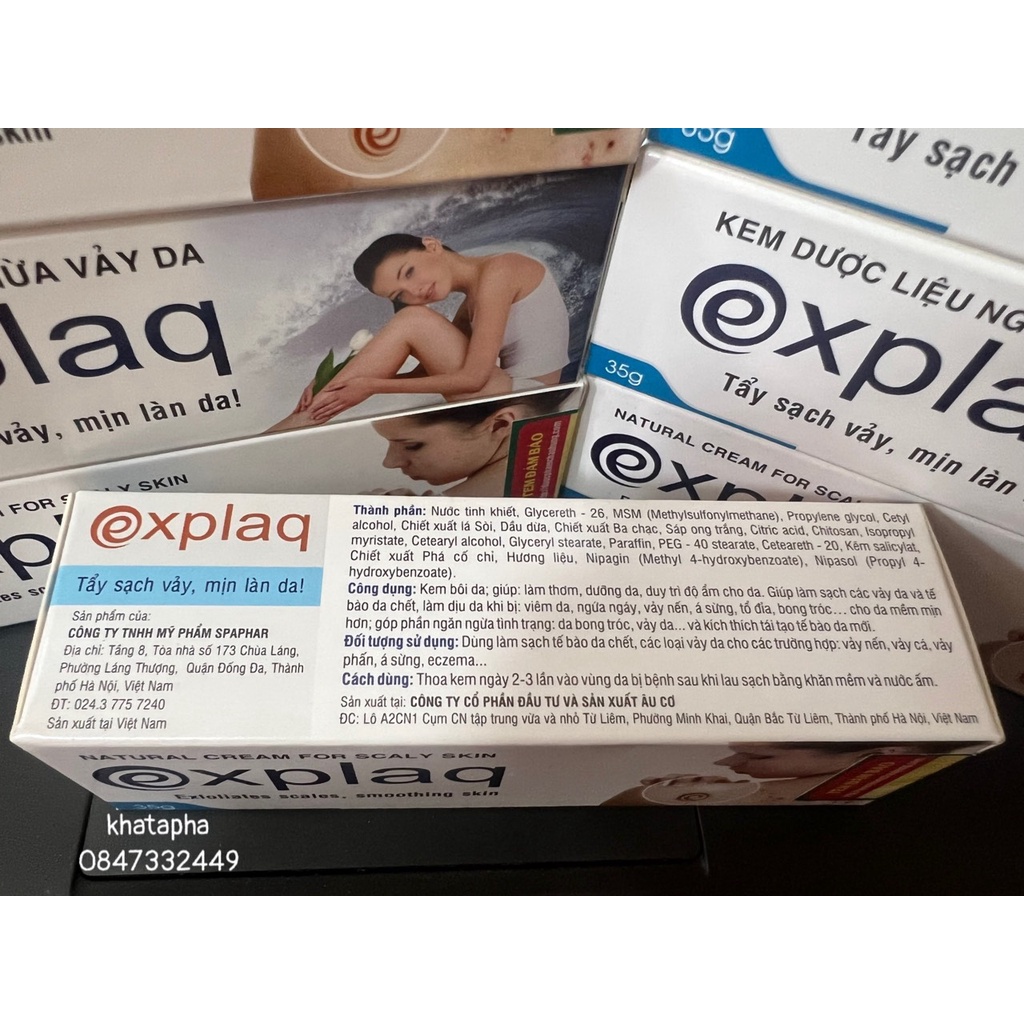 skin
35g
Tẩy sạch
VẢY DA
laq
vảy, mịn làn da!
KEM DƯỢC LIỆU NG
explaq
35g
Tẩy sạch vảy, mịn làn
FOR SCALY SKIN
TEM ĐẢM BẢO
NATURAL CREAM FOR SCALY
explaq
Tẩy sạch vảy, mịn làn da!
Sản phẩm của:
CÔNG TY TNHH MỸ PHẨM SPAPHAR
Địa chỉ: Tầng 8, Tòa nhà số 173 Chùa Láng,
Phường Láng Thượng, Quận Đống Đa, Thành
phố Hà Nội, Việt Nam
ĐT: 024.3 775 7240
Sản xuất tại Việt Nam
Thành phần: Nước tinh khiết, Glycereth - 26, MSM (Methylsulfonylmethane), Propylene glycol, Cetyl
alcohol, Chiết xuất lá Sòi, Dầu dừa, Chiết xuất Ba chạc, Sáp ong trắng, Citric acid, Chitosan, Isopropyl
myristate, Cetearyl alcohol, Glyceryl stearate, Paraffin, PEG - 40 stearate, Ceteareth - 20, Kẽm salicylat,
Chiết xuất Phá cố chỉ, Hương liệu, Nipagin (Methyl 4-hydroxybenzoate), Nipasol (Propyl 4-
hydroxybenzoate).
Công dụng: Kem bôi da; giúp: làm thơm, dưỡng da, duy trì độ ẩm cho da. Giúp làm sạch các vảy da và tế
bào da chết, làm dịu da khi bị: viêm da, ngứa ngáy, vảy nến, á sừng, tổ đỉa, bong tróc... cho da mềm mịn
hơn; góp phần ngăn ngừa tình trạng: da bong tróc, vảy da... và kích thích tái tạo tế bào da mới.
Đối tượng sử dụng: Dùng làm sạch tế bào da chết, các loại vảy da cho các trường hợp: vảy nến, vảy cá, vảy
phấn, á sừng, eczema...
Cách dùng: Thoa kem ngày 2-3 lần vào vùng da bị bệnh sau khi lau sạch bằng khăn mềm và nước ấm.
Sản xuất tại: CÔNG TY CỔ PHẦN ĐẦU TƯ VÀ SẢN XUẤT ÂU CƠ
ĐC: Lô A2CN1 Cụm CN tập trung vừa và nhỏ Từ Liêm, Phường Minh Khai, Quận Bắc Từ Liêm, Thành phố Hà Nội, Việt Nam
NATURAL CREAM FOR SCALY SKIN
explaq
Exfoliates scales, smoothing skin
35g
TEM ĐẢM BẢO
khatapha
0847332449